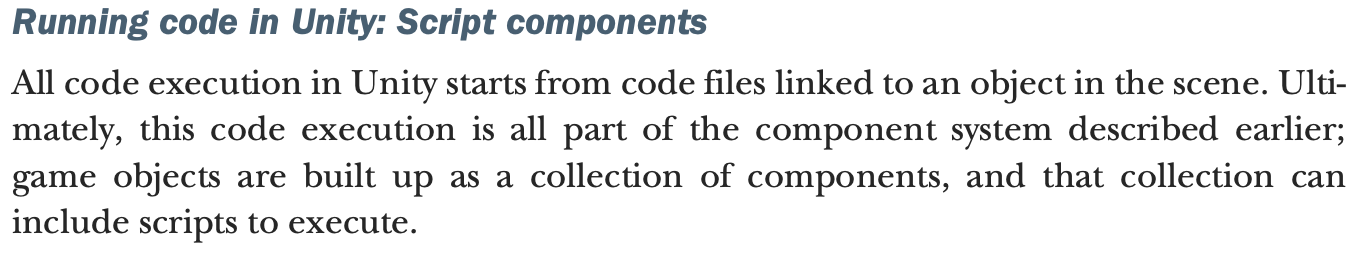 Running code in Unity: Script components
All code execution in Unity starts from code files linked to an object in the scene. Ulti-
mately, this code execution is all part of the component system described earlier;
game objects are built up as a collection of components, and that collection can
include scripts to execute.